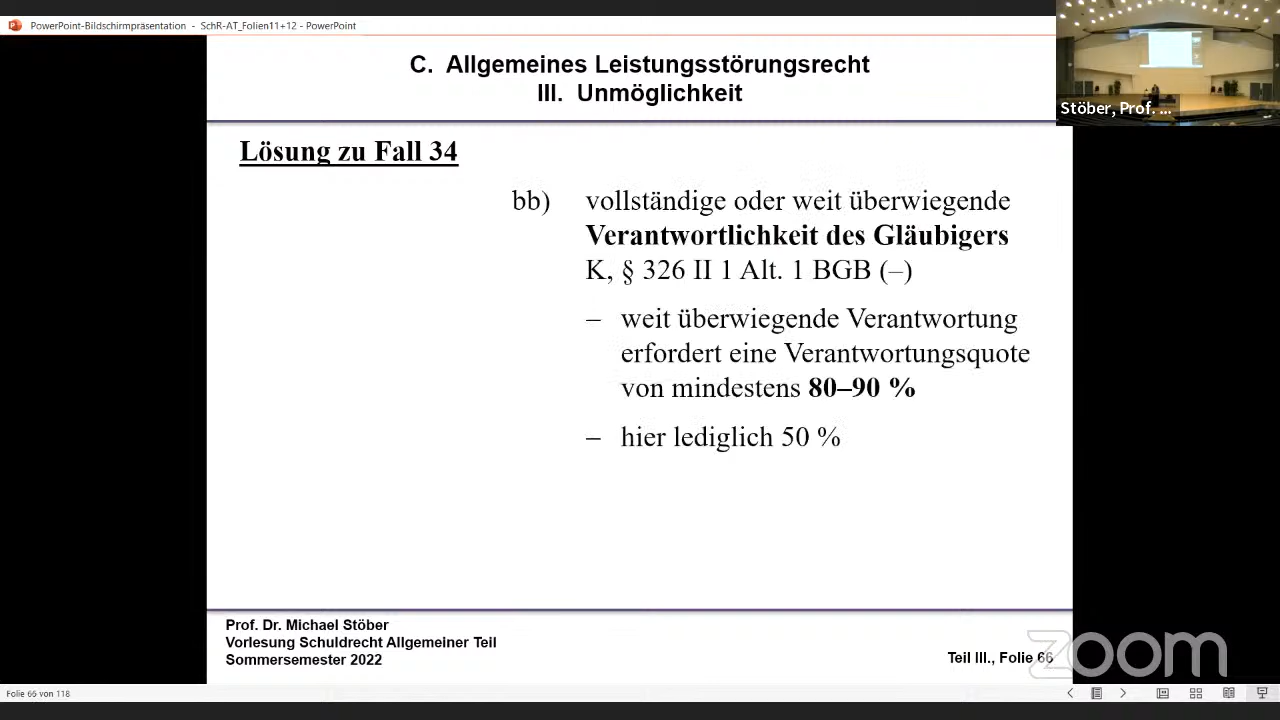 PowerPoint-Bildschirmpräsentation - SchR-AT_Folien11+12 - PowerPoint
Stöber, Prof. ...
C. Allgemeines Leistungsstörungsrecht
III. Unmöglichkeit
Lösung zu Fall 34
bb) vollständige oder weit überwiegende
Verantwortlichkeit des Gläubigers
K, § 326 II 1 Alt. 1 BGB (–)
– weit überwiegende Verantwortung
erfordert eine Verantwortungsquote
von mindestens 80–90 %
– hier lediglich 50 %
Prof. Dr. Michael Stöber
Vorlesung Schuldrecht Allgemeiner Teil
Sommersemester 2022
Teil III., Folie 66
zoom
Folie 66 von 118